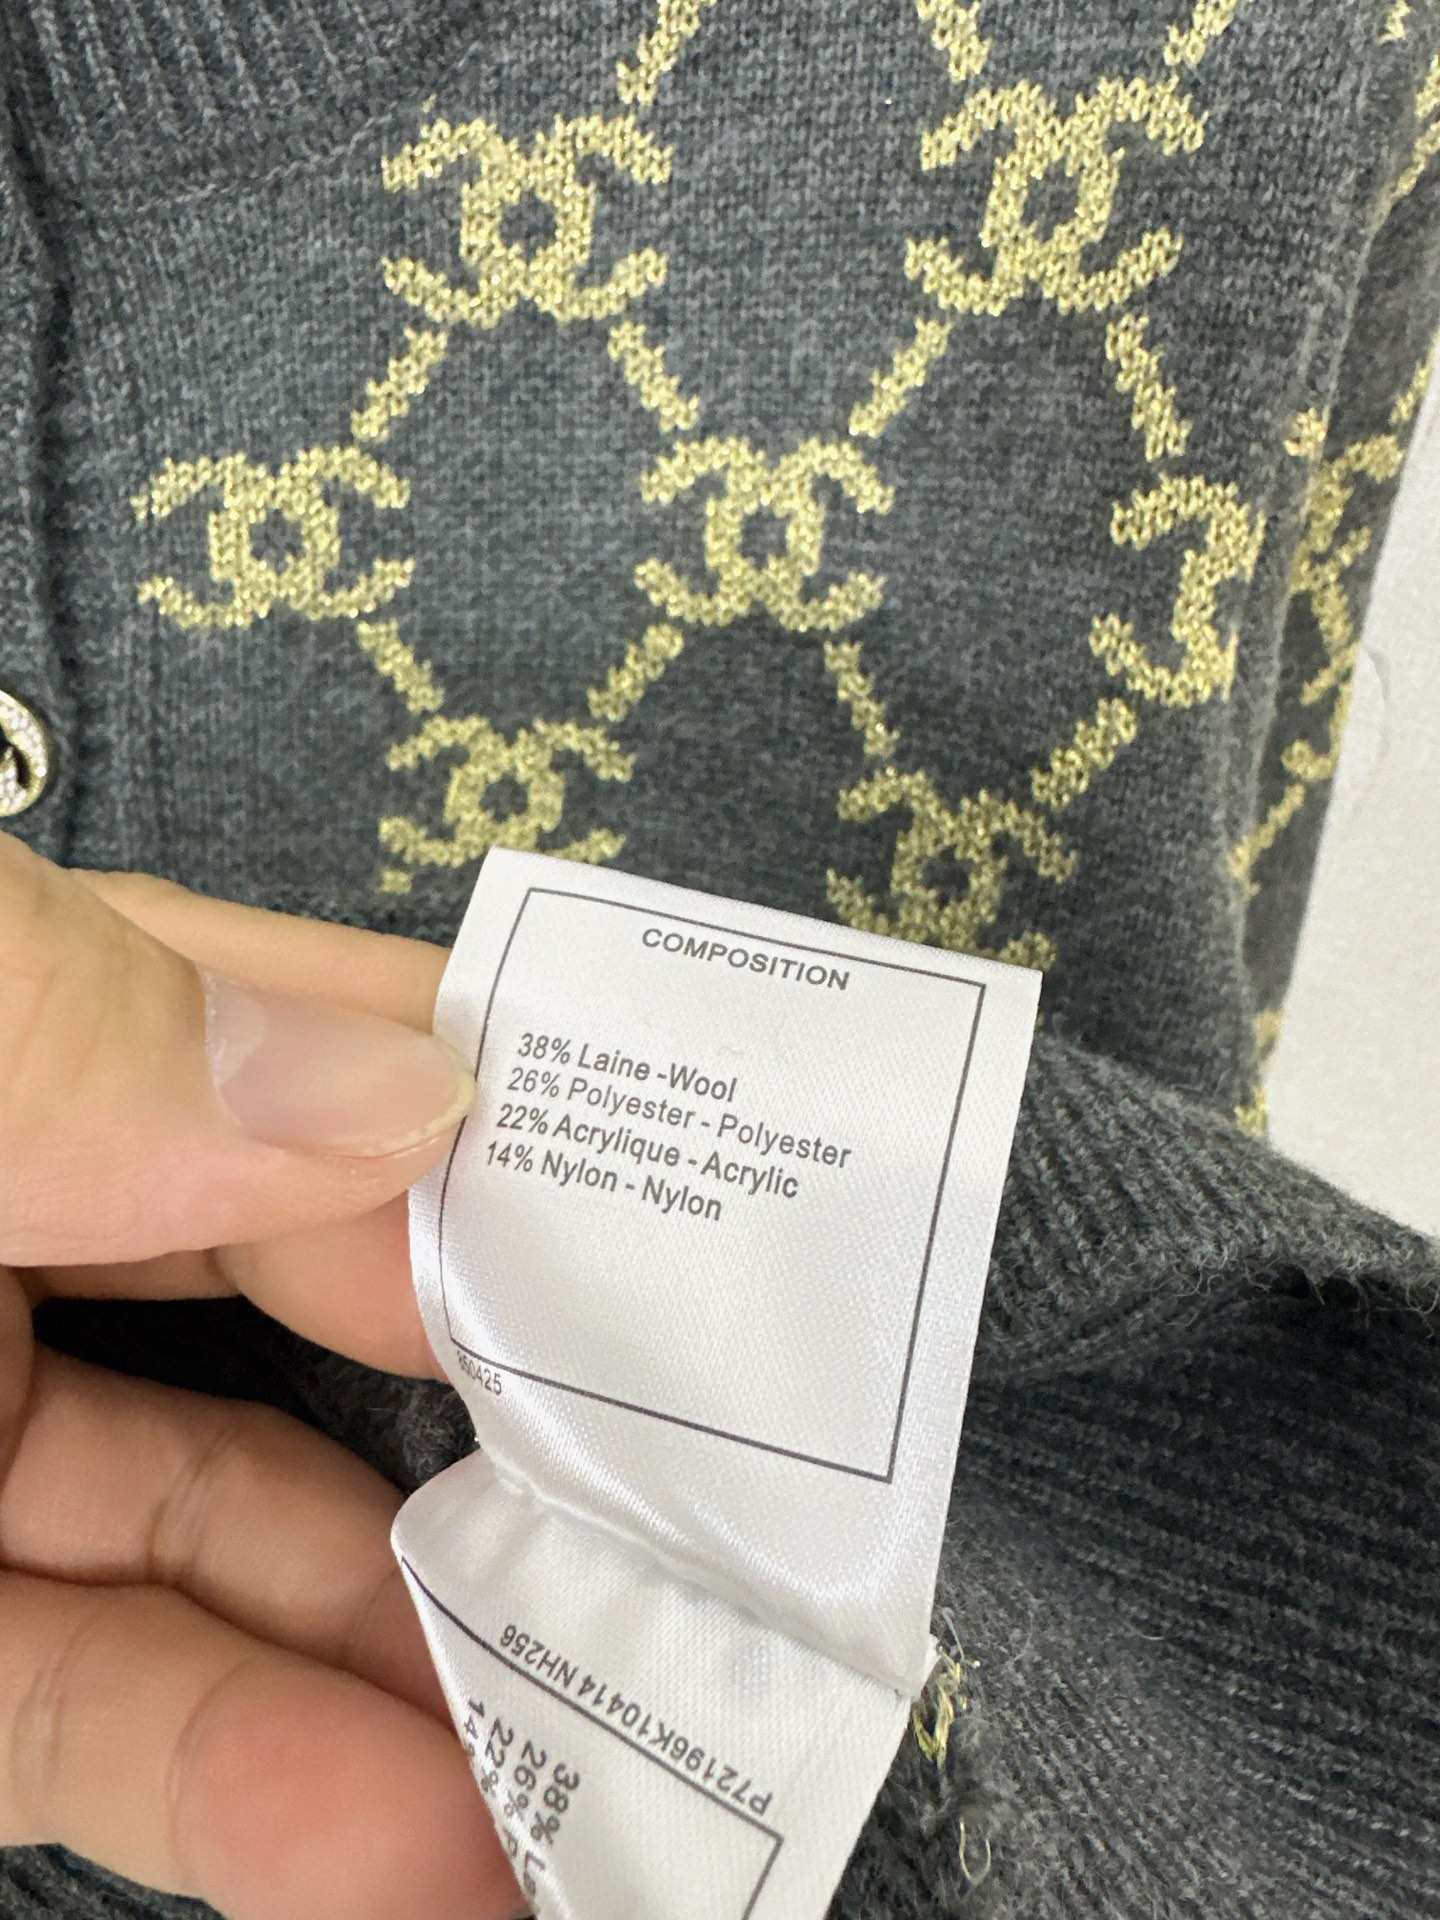 COMPOSITION
38% Laine -Wool
26% Polyester - Polyester
22% Acrylique - Acrylic
14% Nylon - Nylon
850425
P72196K10414 NH256
38%
26%
22%
14%